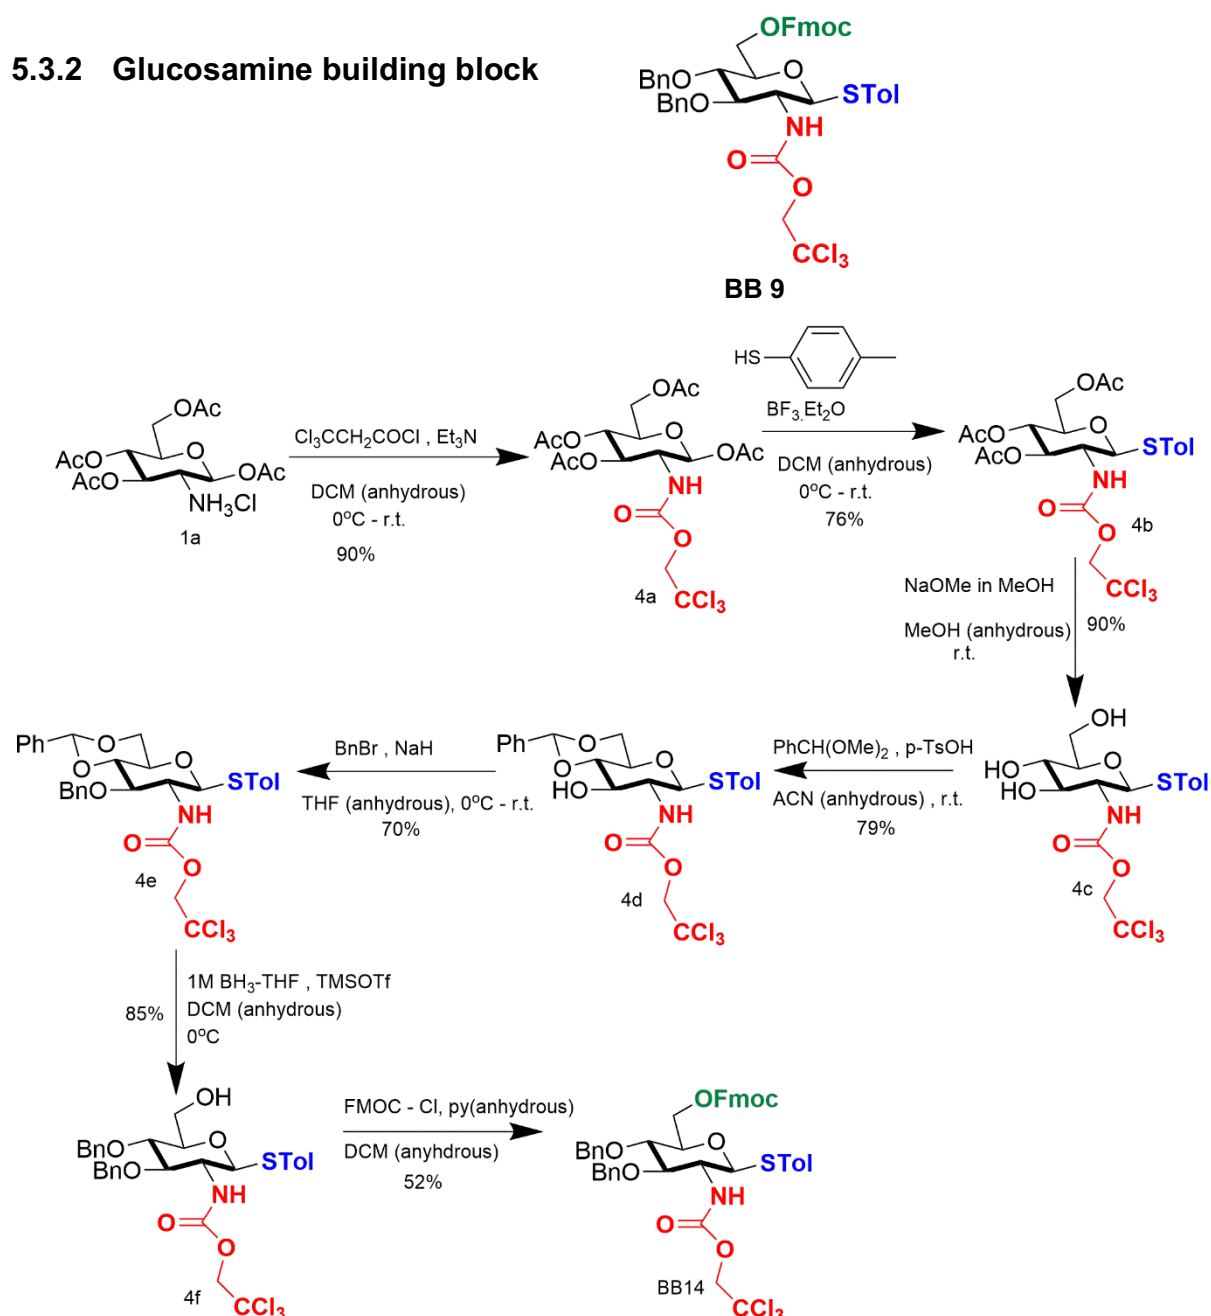 5.3.2 Glucosamine building block
OFmoc
BnO
BnO
O
STol
NH
O
O
CCl3
BB 9
HS
BF3.Et2O
DCM (anhydrous)
0°C - r.t.
76%
OAc
AcO
AcO
O
OAc
NH3Cl
1a
Cl3CCH2COCl , Et3N
DCM (anhydrous)
0°C - r.t.
90%
OAc
AcO
AcO
O
OAc
NH
O
O
4a
CCl3
OAc
AcO
AcO
O
STol
NH
O
O
4b
CCl3
NaOMe in MeOH
MeOH (anhydrous)
r.t.
90%
OH
HO
HO
O
STol
NH
O
O
4c
CCl3
PhCH(OMe)2 , p-TsOH
ACN (anhydrous) , r.t.
79%
Ph
O
O
HO
O
STol
NH
O
O
4d
CCl3
BnBr , NaH
THF (anhydrous), 0°C - r.t.
70%
Ph
O
O
BnO
O
STol
NH
O
O
4e
CCl3
1M BH3-THF , TMSOTf
DCM (anhydrous)
0°C
85%
OH
BnO
BnO
O
STol
NH
O
O
4f
CCl3
FMOC - Cl, py(anhydrous)
DCM (anyhdrous)
52%
OFmoc
BnO
BnO
O
STol
NH
O
O
BB14
CCl3